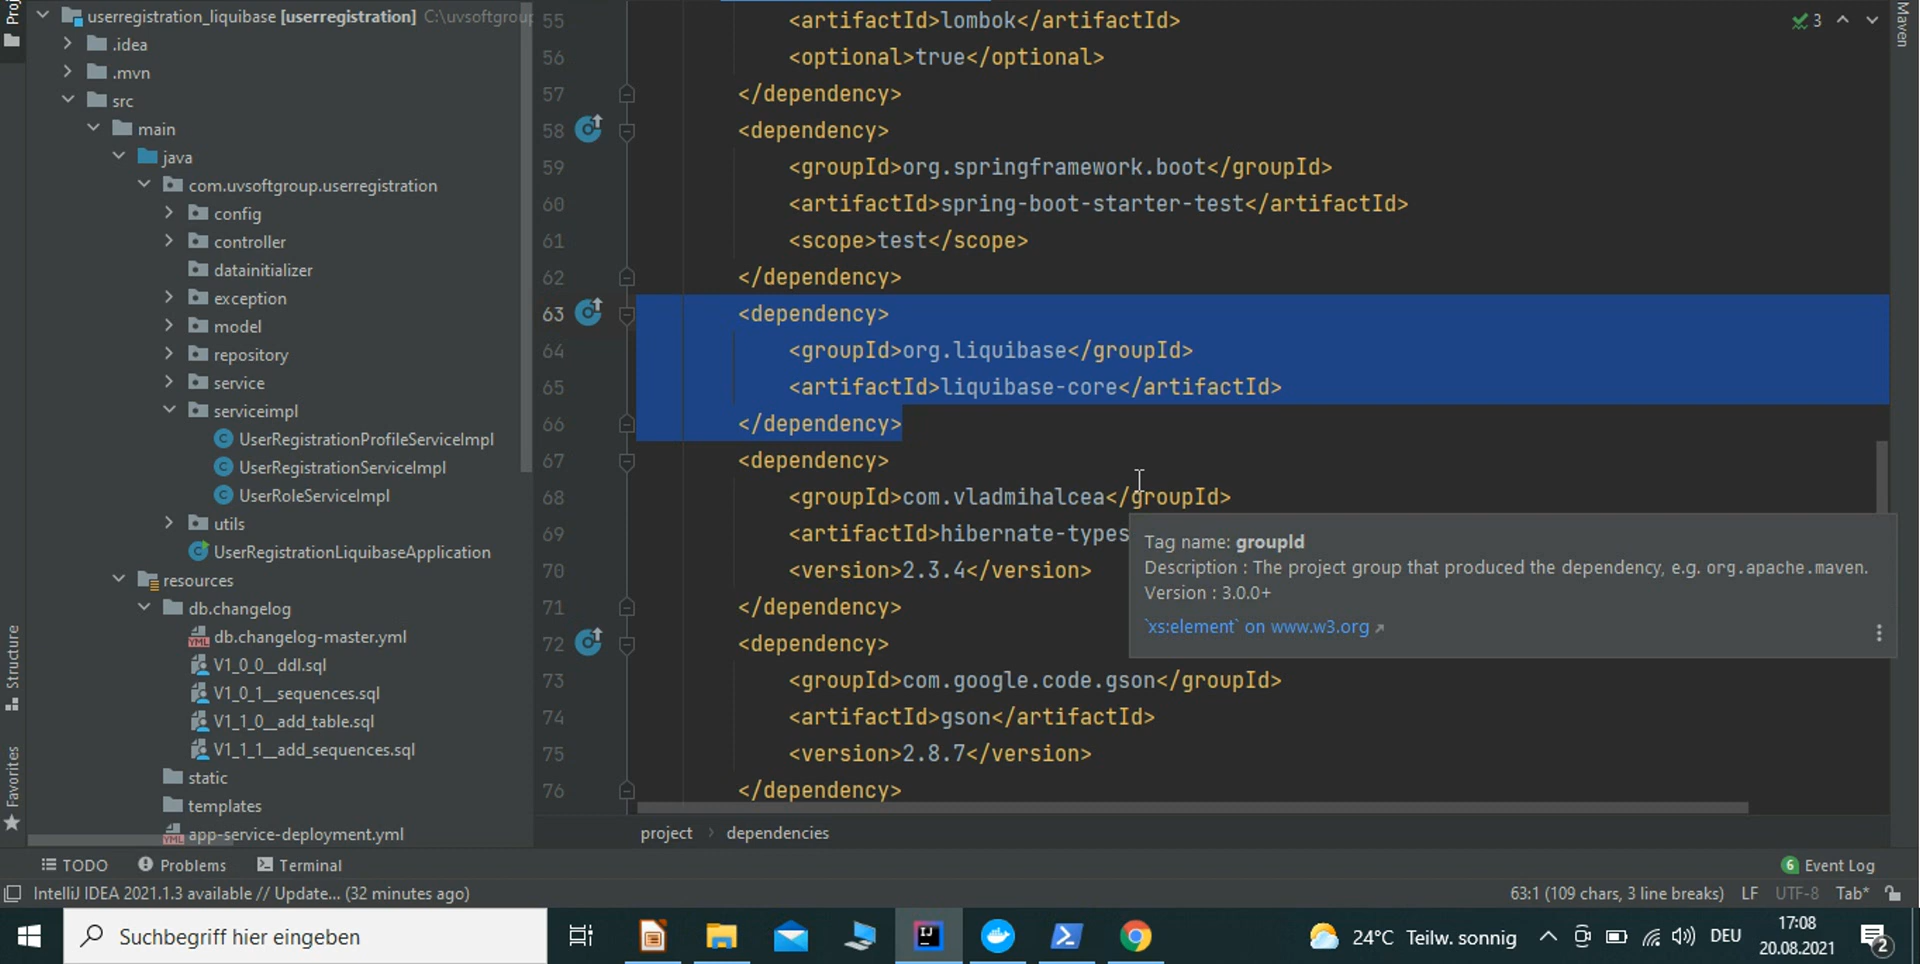 Proj
userregistration_liquibase [userregistration] C:\uvsoftgroup
.idea
.mvn
src
main
java
com.uvsoftgroup.userregistration
config
controller
datainitializer
exception
model
repository
service
serviceimpl
UserRegistrationProfileServiceImpl
UserRegistrationServiceImpl
UserRoleServiceImpl
utils
UserRegistrationLiquibaseApplication
resources
db.changelog
db.changelog-master.yml
V1_0_0__ddl.sql
V1_0_1__sequences.sql
V1_1_0__add_table.sql
V1_1_1__add_sequences.sql
static
templates
app-service-deployment.yml
Structure
Favorites
55 <artifactId>lombok</artifactId>
56 <optional>true</optional>
57 </dependency>
58 <dependency>
59 <groupId>org.springframework.boot</groupId>
60 <artifactId>spring-boot-starter-test</artifactId>
61 <scope>test</scope>
62 </dependency>
63 <dependency>
64 <groupId>org.liquibase</groupId>
65 <artifactId>liquibase-core</artifactId>
66 </dependency>
67 <dependency>
68 <groupId>com.vladmihalcea</groupId>
69 <artifactId>hibernate-types
70 <version>2.3.4</version>
71 </dependency>
72 <dependency>
73 <groupId>com.google.code.gson</groupId>
74 <artifactId>gson</artifactId>
75 <version>2.8.7</version>
76 </dependency>
3
Maven
Tag name: groupId
Description : The project group that produced the dependency, e.g. org.apache.maven.
Version : 3.0.0+
`xs:element` on www.w3.org
project > dependencies
TODO Problems Terminal
6 Event Log
IntelliJ IDEA 2021.1.3 available // Update... (32 minutes ago)
63:1 (109 chars, 3 line breaks) LF UTF-8 Tab*
Suchbegriff hier eingeben
IJ
24°C Teilw. sonnig
DEU
17:08
20.08.2021
2